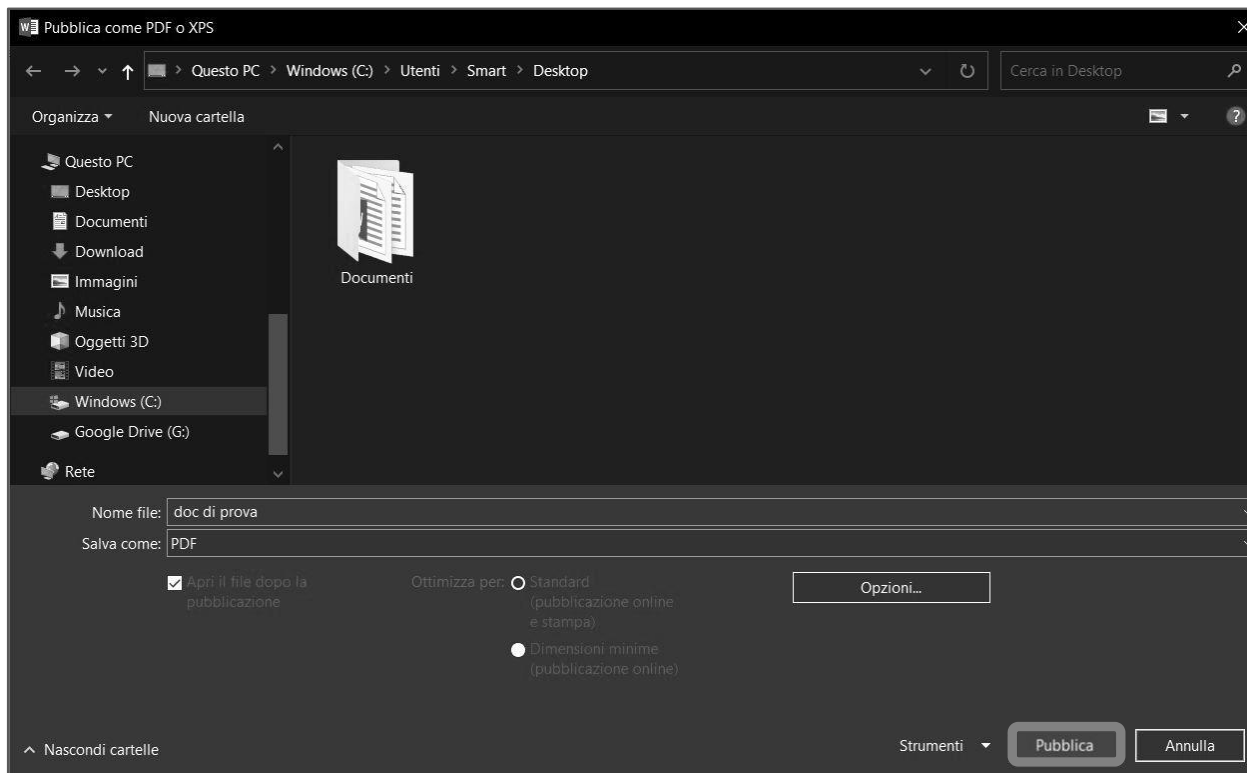 Pubblica come PDF o XPS
Questo PC > Windows (C:) > Utenti > Smart > Desktop
Cerca in Desktop
Organizza
Nuova cartella
Questo PC
Desktop
Documenti
Download
Immagini
Musica
Oggetti 3D
Video
Windows (C:)
Google Drive (G:)
Rete
Documenti
Nome file: doc di prova
Salva come: PDF
Apri il file dopo la
pubblicazione
Ottimizza per:
Standard
(pubblicazione online
e stampa)
Dimensioni minime
(pubblicazione online)
Opzioni...
Nascondi cartelle
Strumenti
Pubblica
Annulla